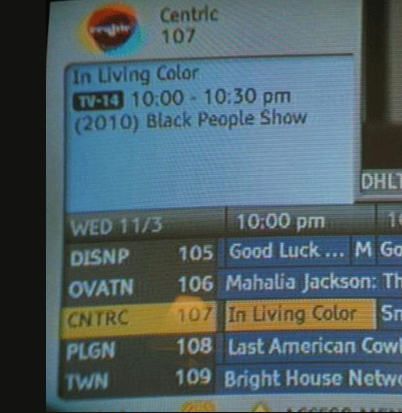 Centric
107
In Living Color
TV-14 10:00 - 10:30 pm
(2010) Black People Show
DHLT
WED 11/3 10:00 pm
DISNP 105 Good Luck ... M Go
OVATN 106 Mahalia Jackson: Th
CNTRC 107 In Living Color Sn
PLGN 108 Last American Cowl
TWN 109 Bright House Netwo